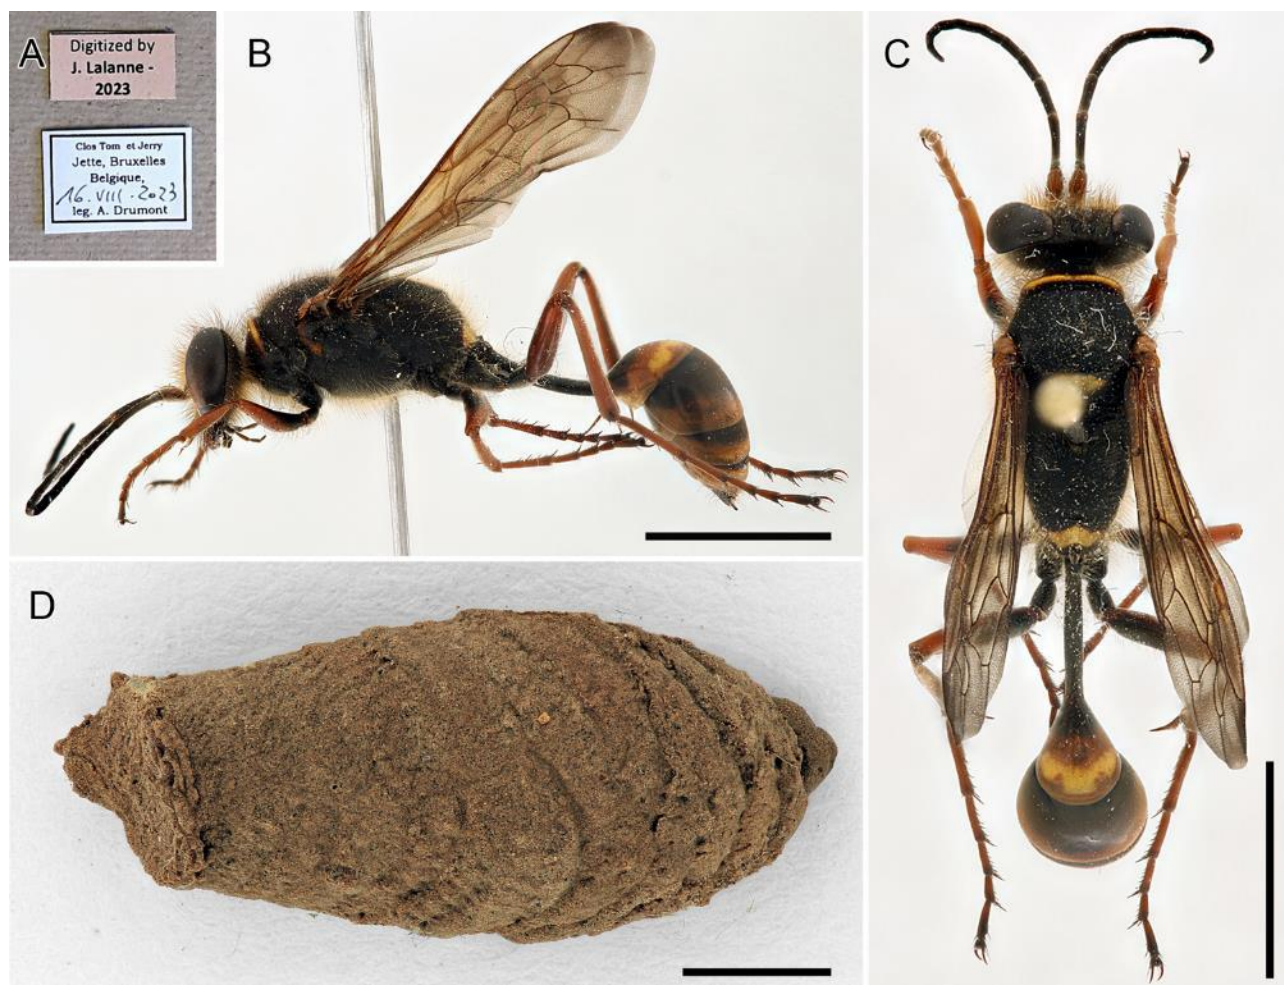 A
Digitized by
J. Lalanne -
2023
Clos Tom et Jerry
Jette, Bruxelles
Belgique,
16.VIII.2023
leg. A. Drumont
B
C
D